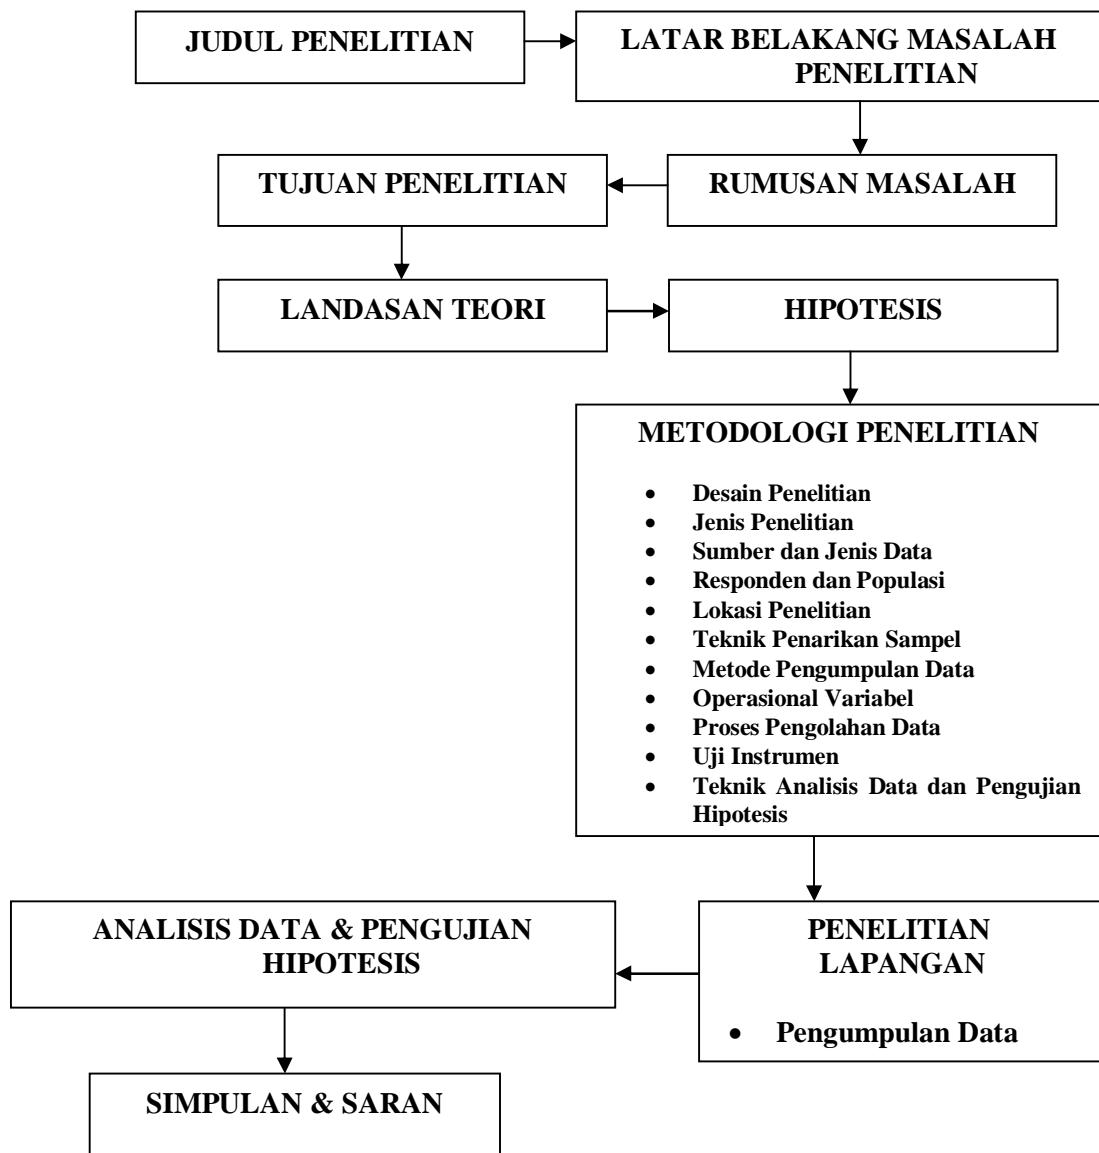 JUDUL PENELITIAN
LATAR BELAKANG MASALAH
PENELITIAN
RUMUSAN MASALAH
TUJUAN PENELITIAN
LANDASAN TEORI
HIPOTESIS
METODOLOGI PENELITIAN
• Desain Penelitian
• Jenis Penelitian
• Sumber dan Jenis Data
• Responden dan Populasi
• Lokasi Penelitian
• Teknik Penarikan Sampel
• Metode Pengumpulan Data
• Operasional Variabel
• Proses Pengolahan Data
• Uji Instrumen
• Teknik Analisis Data dan Pengujian
Hipotesis
PENELITIAN
LAPANGAN
• Pengumpulan Data
ANALISIS DATA & PENGUJIAN
HIPOTESIS
SIMPULAN & SARAN